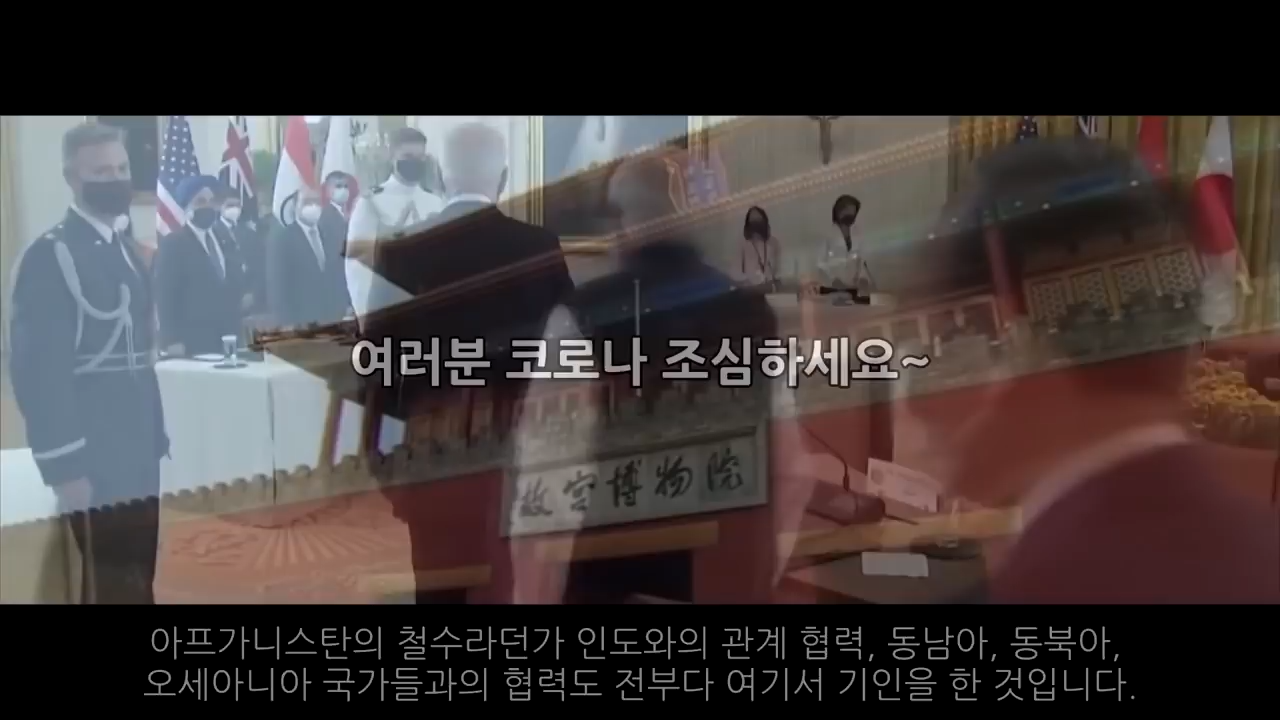 여러분 코로나 조심하세요~
故宫博物院
아프가니스탄의 철수라던가 인도와의 관계 협력, 동남아, 동북아,
오세아니아 국가들과의 협력도 전부다 여기서 기인을 한 것입니다.